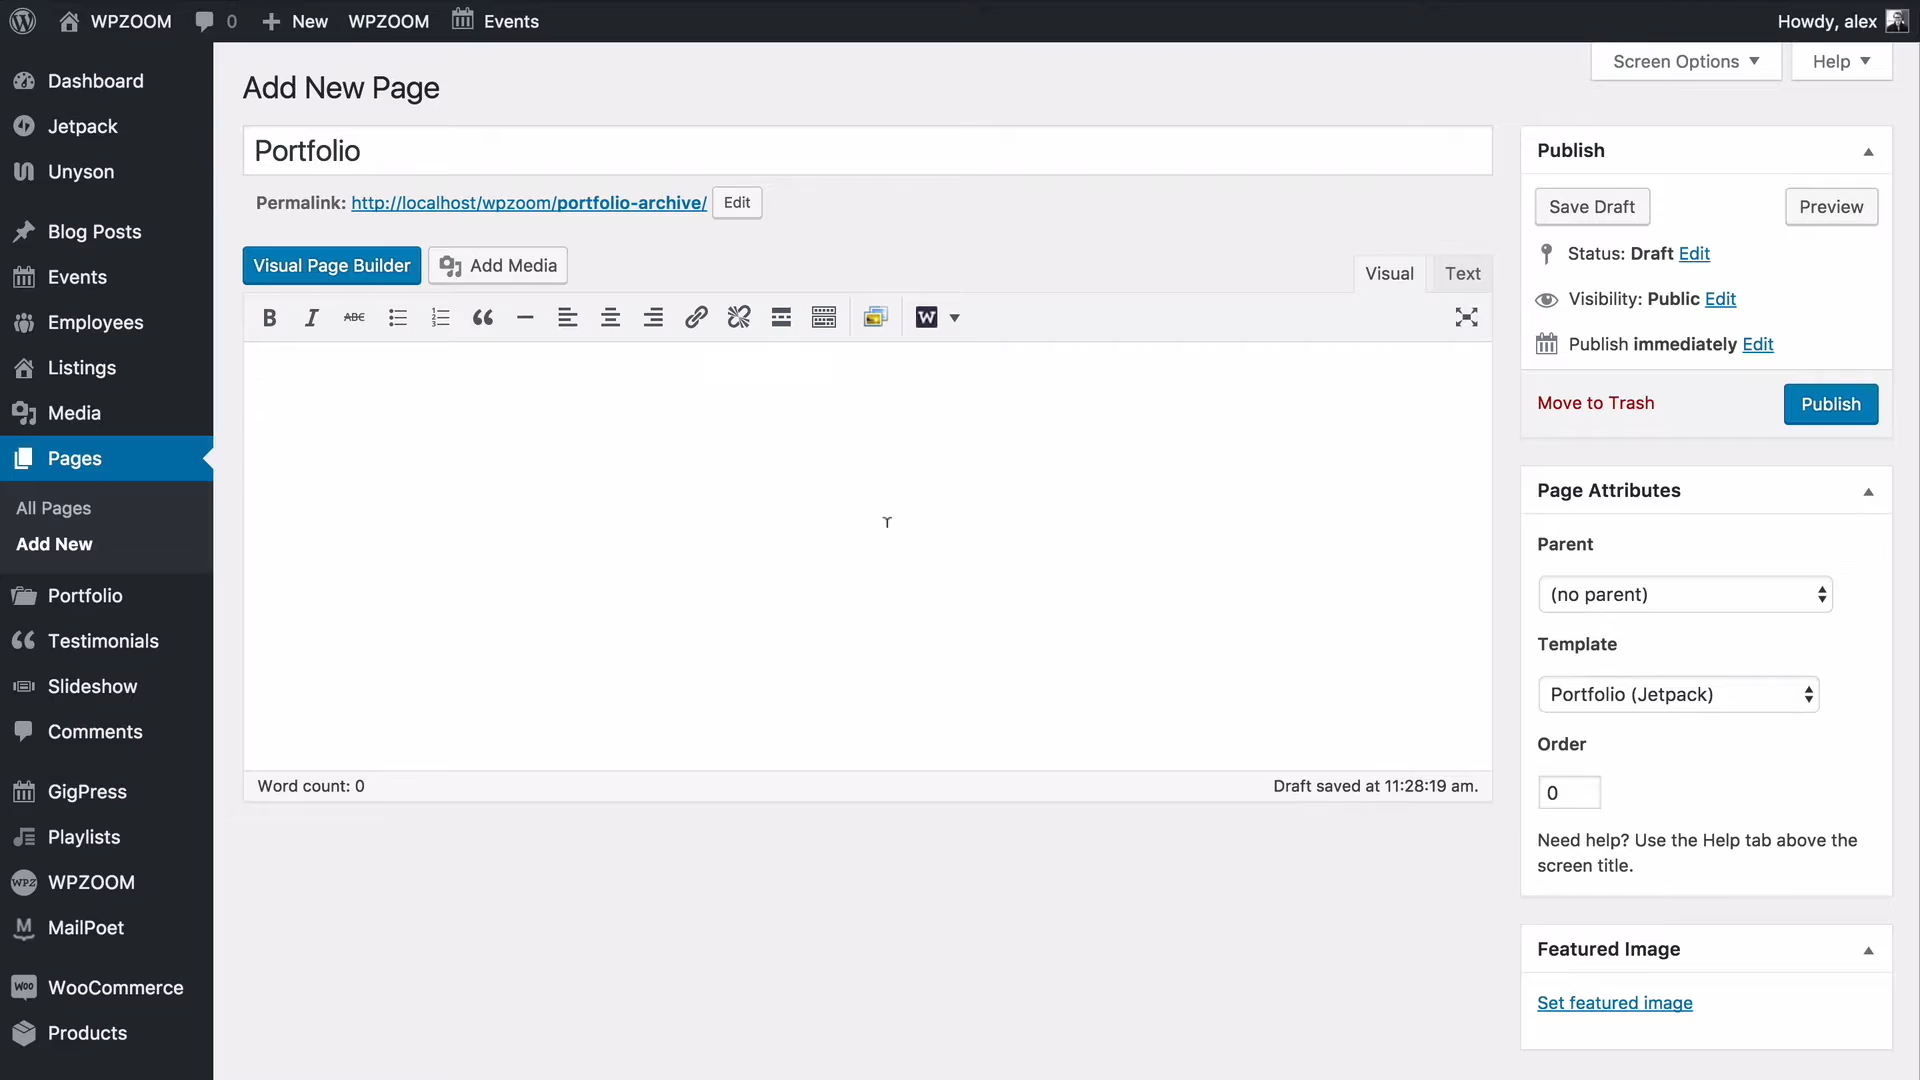 WPZOOM 0 New WPZOOM Events Howdy, alex
Dashboard
Jetpack
Unyson
Blog Posts
Events
Employees
Listings
Media
Pages
All Pages
Add New
Portfolio
Testimonials
Slideshow
Comments
GigPress
Playlists
WPZ WPZOOM
MailPoet
Woo WooCommerce
Products
Screen Options Help
Add New Page
Portfolio
Permalink: http://localhost/wpzoom/portfolio-archive/ Edit
Visual Page Builder Add Media
Visual Text
B I ABC W
Word count: 0 Draft saved at 11:28:19 am.
Publish
Save Draft Preview
Status: Draft Edit
Visibility: Public Edit
Publish immediately Edit
Move to Trash Publish
Page Attributes
Parent
(no parent)
Template
Portfolio (Jetpack)
Order
0
Need help? Use the Help tab above the
screen title.
Featured Image
Set featured image